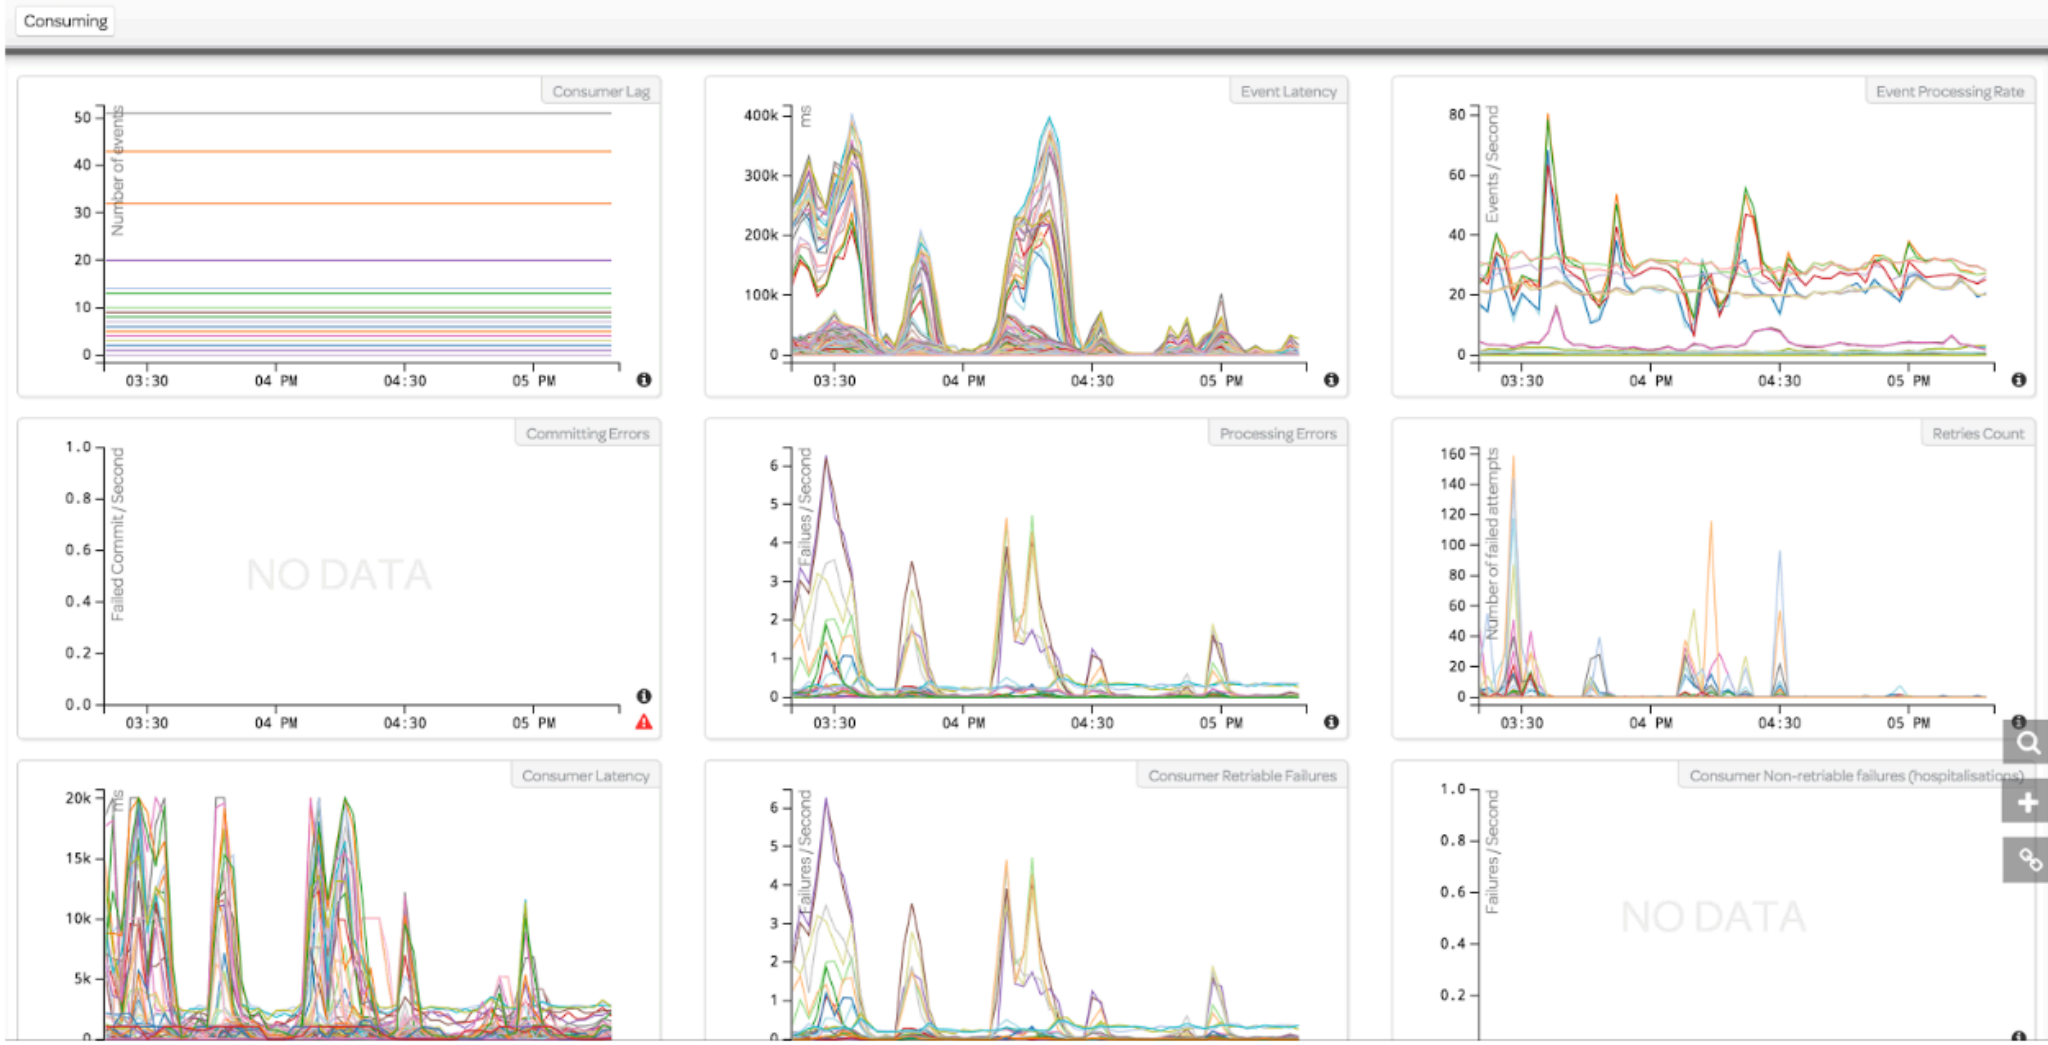 Consuming
Consumer Lag
Number of events
50
40
30
20
10
0
03:30
04 PM
04:30
05 PM
Event Latency
ms
400k
300k
200k
100k
0
03:30
04 PM
04:30
05 PM
Event Processing Rate
Events / Second
80
60
40
20
0
03:30
04 PM
04:30
05 PM
Committing Errors
Failed Commit / Second
1.0
0.8
0.6
0.4
0.2
0.0
NO DATA
03:30
04 PM
04:30
05 PM
Processing Errors
Failues / Second
6
5
4
3
2
1
0
03:30
04 PM
04:30
05 PM
Retries Count
Number of failed attempts
160
140
120
100
80
60
40
20
0
03:30
04 PM
04:30
05 PM
Consumer Latency
ms
20k
15k
10k
5k
0
Consumer Retriable Failures
Failures / Second
6
5
4
3
2
1
0
Consumer Non-retriable failures (hospitalisations)
Failures / Second
1.0
0.8
0.6
0.4
0.2
NO DATA